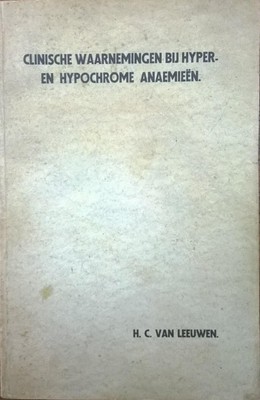 CLINISCHE WAARNEMINGEN BIJ HYPER-
EN HYPOCHROME ANAEMIEËN.
H. C. VAN LEEUWEN.